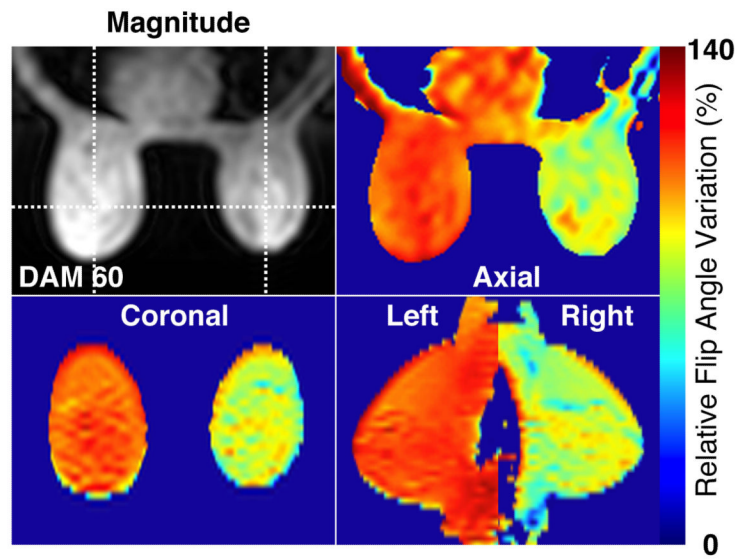 Magnitude
DAM 60
Axial
Coronal
Left
Right
140
Relative Flip Angle Variation (%)
0